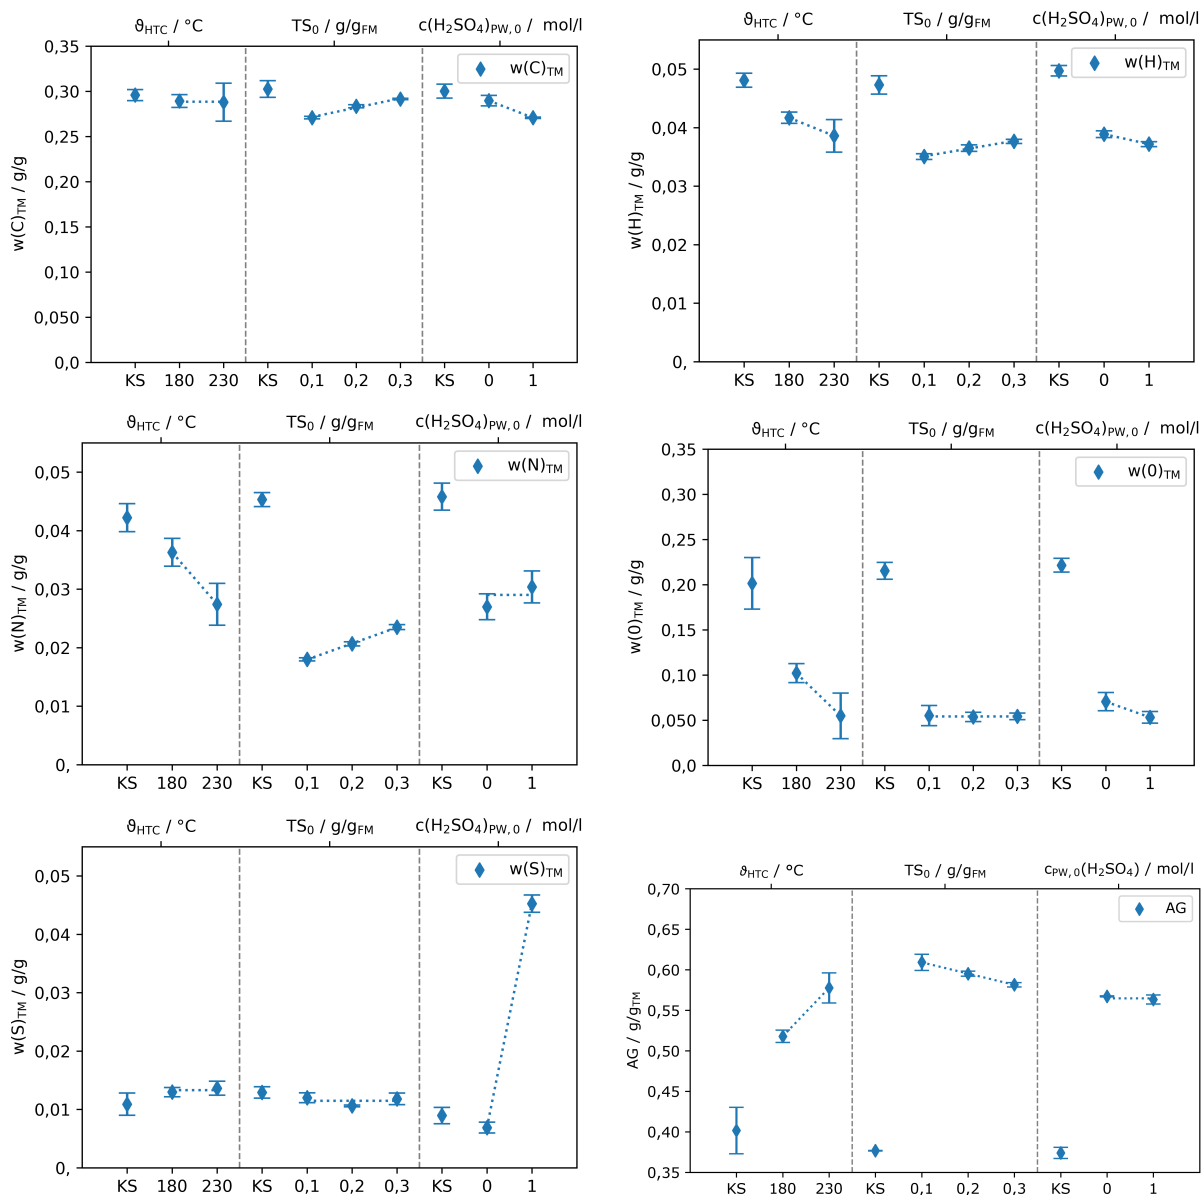 ϑHTC / °C TS0 / g/gFM c(H2SO4)PW, 0 / mol/l
w(C)TM
w(C)TM / g/g
0,35
0,30
0,25
0,20
0,15
0,10
0,050
0,0
KS 180 230 KS 0,1 0,2 0,3 KS 0 1
ϑHTC / °C TS0 / g/gFM c(H2SO4)PW, 0 / mol/l
w(H)TM
w(H)TM / g/g
0,05
0,04
0,03
0,02
0,01
0,
KS 180 230 KS 0,1 0,2 0,3 KS 0 1
ϑHTC / °C TS0 / g/gFM c(H2SO4)PW, 0 / mol/l
w(N)TM
w(N)TM / g/g
0,05
0,04
0,03
0,02
0,01
0,
KS 180 230 KS 0,1 0,2 0,3 KS 0 1
ϑHTC / °C TS0 / g/gFM c(H2SO4)PW, 0 / mol/l
w(0)TM
w(0)TM / g/g
0,35
0,30
0,25
0,20
0,15
0,10
0,050
0,0
KS 180 230 KS 0,1 0,2 0,3 KS 0 1
ϑHTC / °C TS0 / g/gFM c(H2SO4)PW, 0 / mol/l
w(S)TM
w(S)TM / g/g
0,05
0,04
0,03
0,02
0,01
0,
KS 180 230 KS 0,1 0,2 0,3 KS 0 1
ϑHTC / °C TS0 / g/gFM cPW, 0(H2SO4) / mol/l
AG
AG / g/gTM
0,70
0,65
0,60
0,55
0,50
0,45
0,40
0,35
KS 180 230 KS 0,1 0,2 0,3 KS 0 1